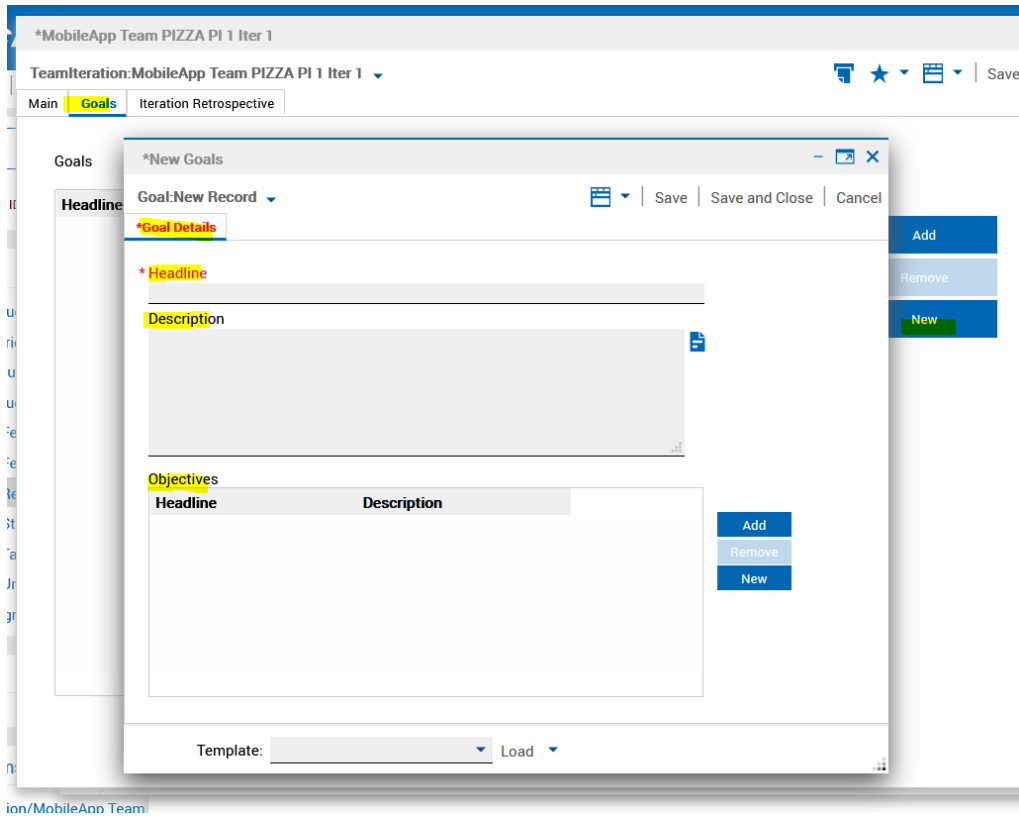 *MobileApp Team PIZZA PI 1 Iter 1
TeamIteration:MobileApp Team PIZZA PI 1 Iter 1
Save
Main Goals Iteration Retrospective
Goals
Headline
Add
Remove
New
*New Goals
Goal:New Record
Save Save and Close Cancel
*Goal Details
* Headline
Description
Objectives
Headline Description
Add
Remove
New
Template: Load
ion/MobileApp Team